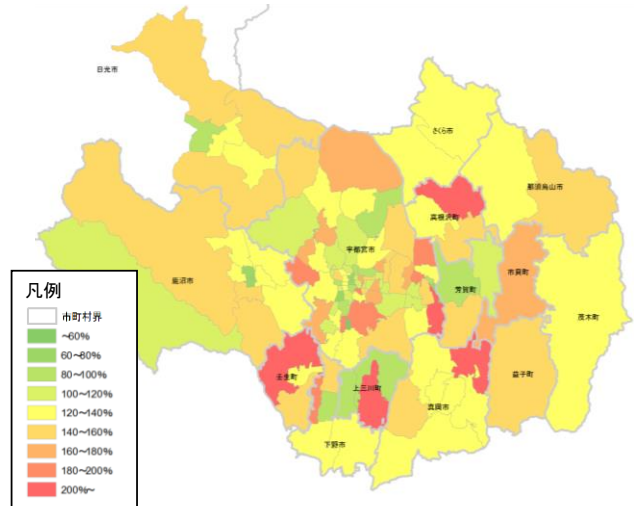 日光市
さくら市
那須烏山市
高根沢町
宇都宮市
鹿沼市
市貝町
芳賀町
茂木町
益子町
壬生町
上三川町
真岡市
下野市
凡例
市町村界
~60%
60~80%
80~100%
100~120%
120~140%
140~160%
160~180%
180~200%
200%~